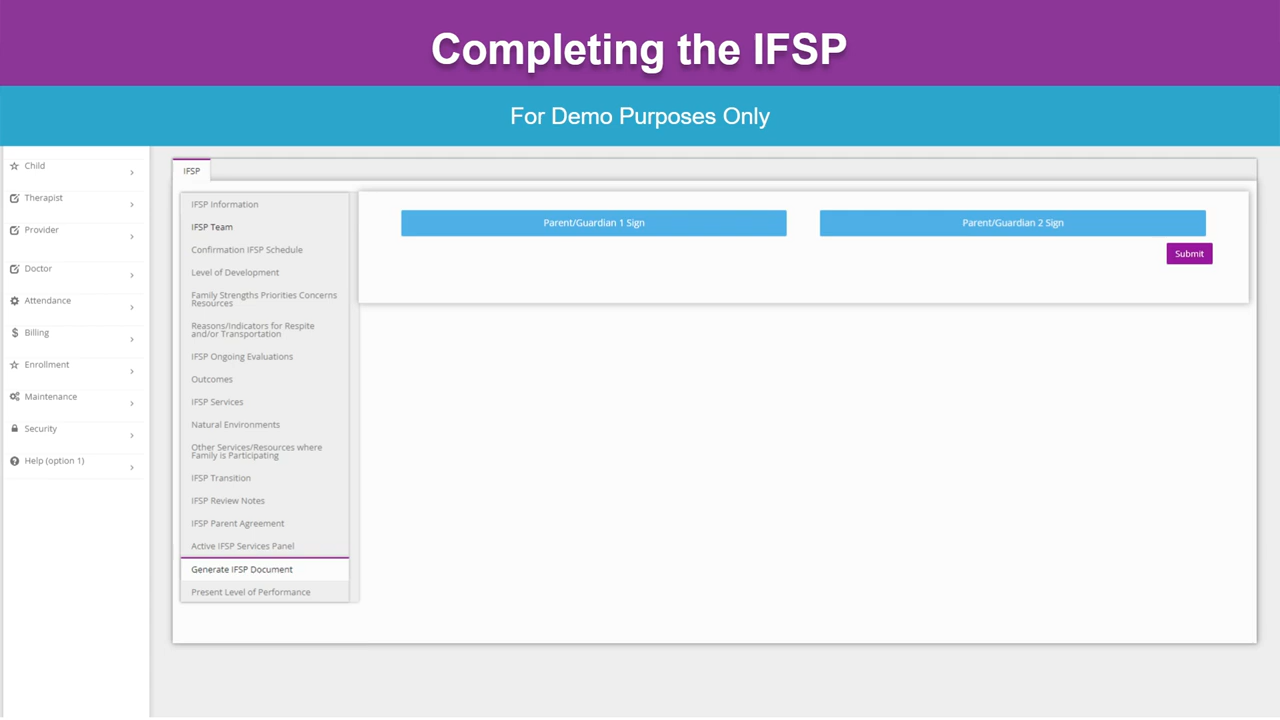 Completing the IFSP
For Demo Purposes Only
Child
Therapist
Provider
Doctor
Attendance
Billing
Enrollment
Maintenance
Security
Help (option 1)
IFSP
IFSP Information
IFSP Team
Confirmation IFSP Schedule
Level of Development
Family Strengths Priorities Concerns
Resources
Reasons/Indicators for Respite
and/or Transportation
IFSP Ongoing Evaluations
Outcomes
IFSP Services
Natural Environments
Other Services/Resources where
Family is Participating
IFSP Transition
IFSP Review Notes
IFSP Parent Agreement
Active IFSP Services Panel
Generate IFSP Document
Present Level of Performance
Parent/Guardian 1 Sign
Parent/Guardian 2 Sign
Submit